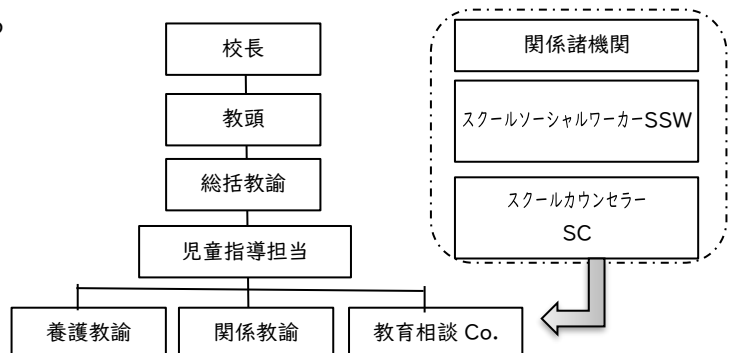 校長
教頭
総括教諭
児童指導担当
養護教諭
関係教諭
教育相談 Co.
関係諸機関
スクールソーシャルワーカーSSW
スクールカウンセラー
SC